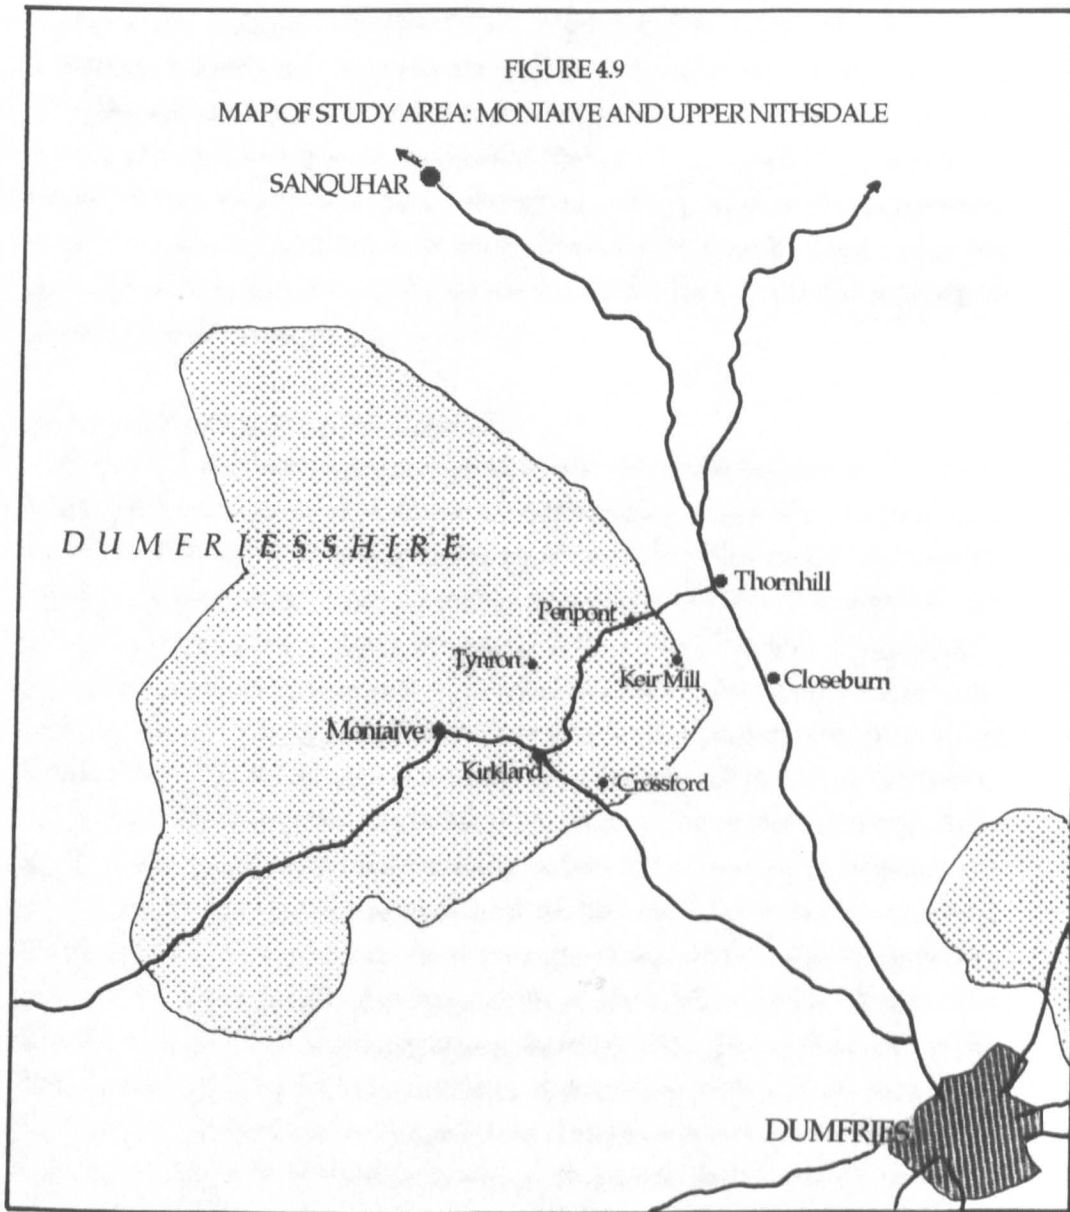 FIGURE 4.9
MAP OF STUDY AREA: MONIAIVE AND UPPER NITHSDALE
SANQUHAR
DUMFRIESSHIRE
Thornhill
Penpont
Tynron
Keir Mill
Closeburn
Moniaive
Kirkland
Crossford
DUMFRIES